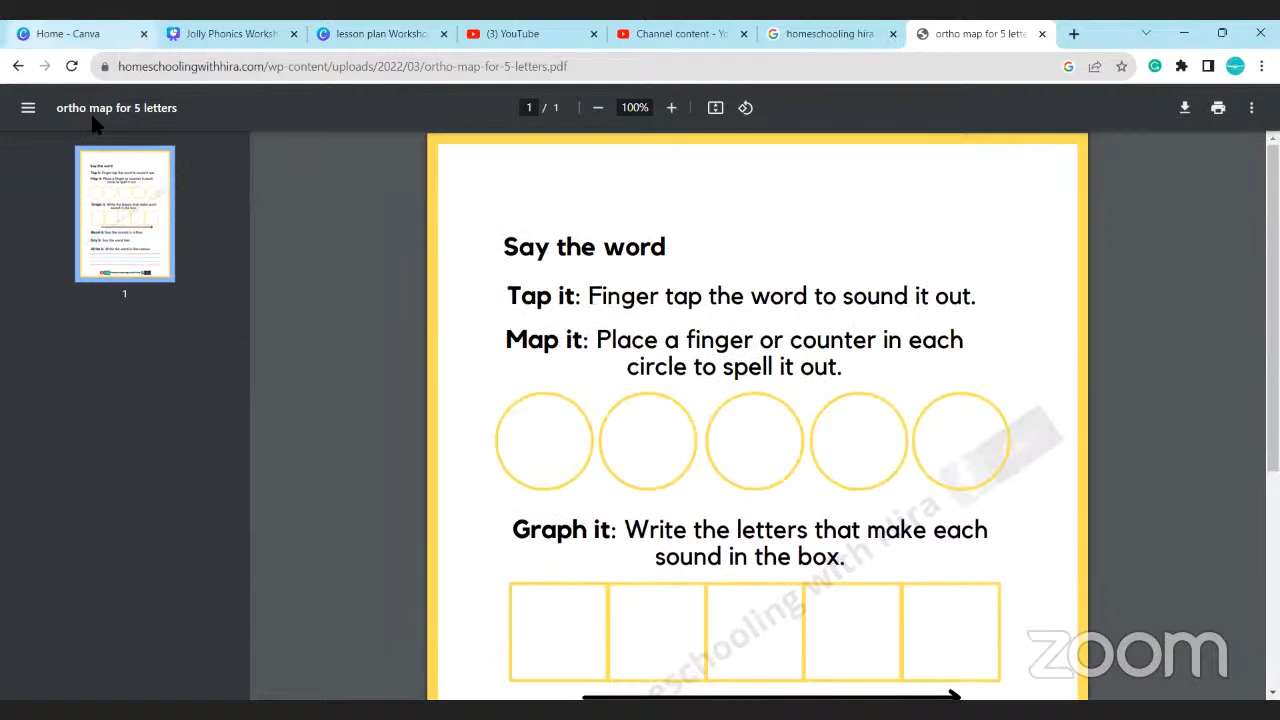 Home - Canva
Jolly Phonics Worksh
lesson plan Worksho
(3) YouTube
Channel content - Yo
homeschooling hira
ortho map for 5 lette
homeschoolingwithhira.com/wp-content/uploads/2022/03/ortho-map-for-5-letters.pdf
ortho map for 5 letters
1 / 1
100%
1
Say the word
Tap it: Finger tap the word to sound it out.
Map it: Place a finger or counter in each
circle to spell it out.
Graph it: Write the letters that make each
sound in the box.
eschooling with Hira
zoom